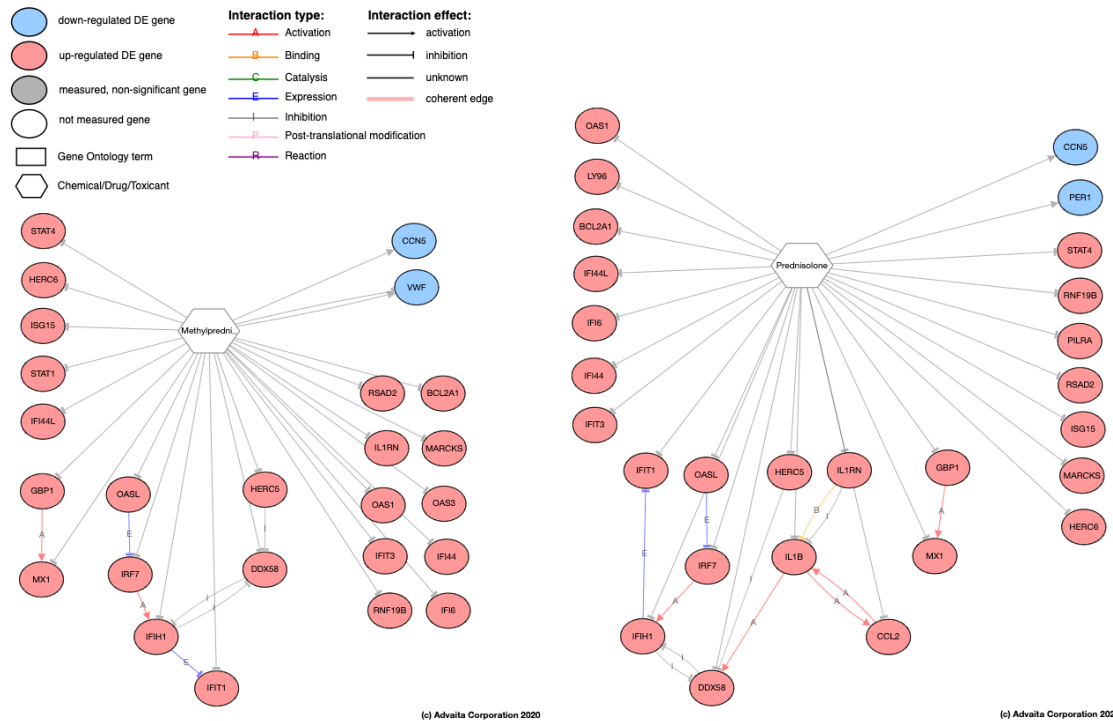 Interaction type:
Interaction effect:
down-regulated DE gene
A
Activation
activation
up-regulated DE gene
B
Binding
inhibition
C
Catalysis
unknown
measured, non-significant gene
E
Expression
coherent edge
I
Inhibition
not measured gene
P
Post-translational modification
Gene Ontology term
R
Reaction
Chemical/Drug/Toxicant
STAT4
CCN5
HERC6
VWF
ISG15
Methylpredni.
STAT1
RSAD2
BCL2A1
IFI44L
IL1RN
MARCKS
GBP1
OASL
HERC5
OAS1
OAS3
A
E
I
MX1
IRF7
DDX58
IFIT3
IFI44
A
I
I
RNF19B
IFI6
IFIH1
E
IFIT1
(c) Advaita Corporation 2020
OAS1
CCN5
LY96
PER1
BCL2A1
STAT4
Prednisolone
IFI44L
RNF19B
IFI6
PILRA
IFI44
RSAD2
IFIT3
ISG15
IFIT1
OASL
HERC5
IL1RN
GBP1
MARCKS
E
E
B
I
A
HERC6
IRF7
I
IL1B
MX1
A
A
A
IFIH1
A
CCL2
I
I
DDX58
(c) Advaita Corporation 202